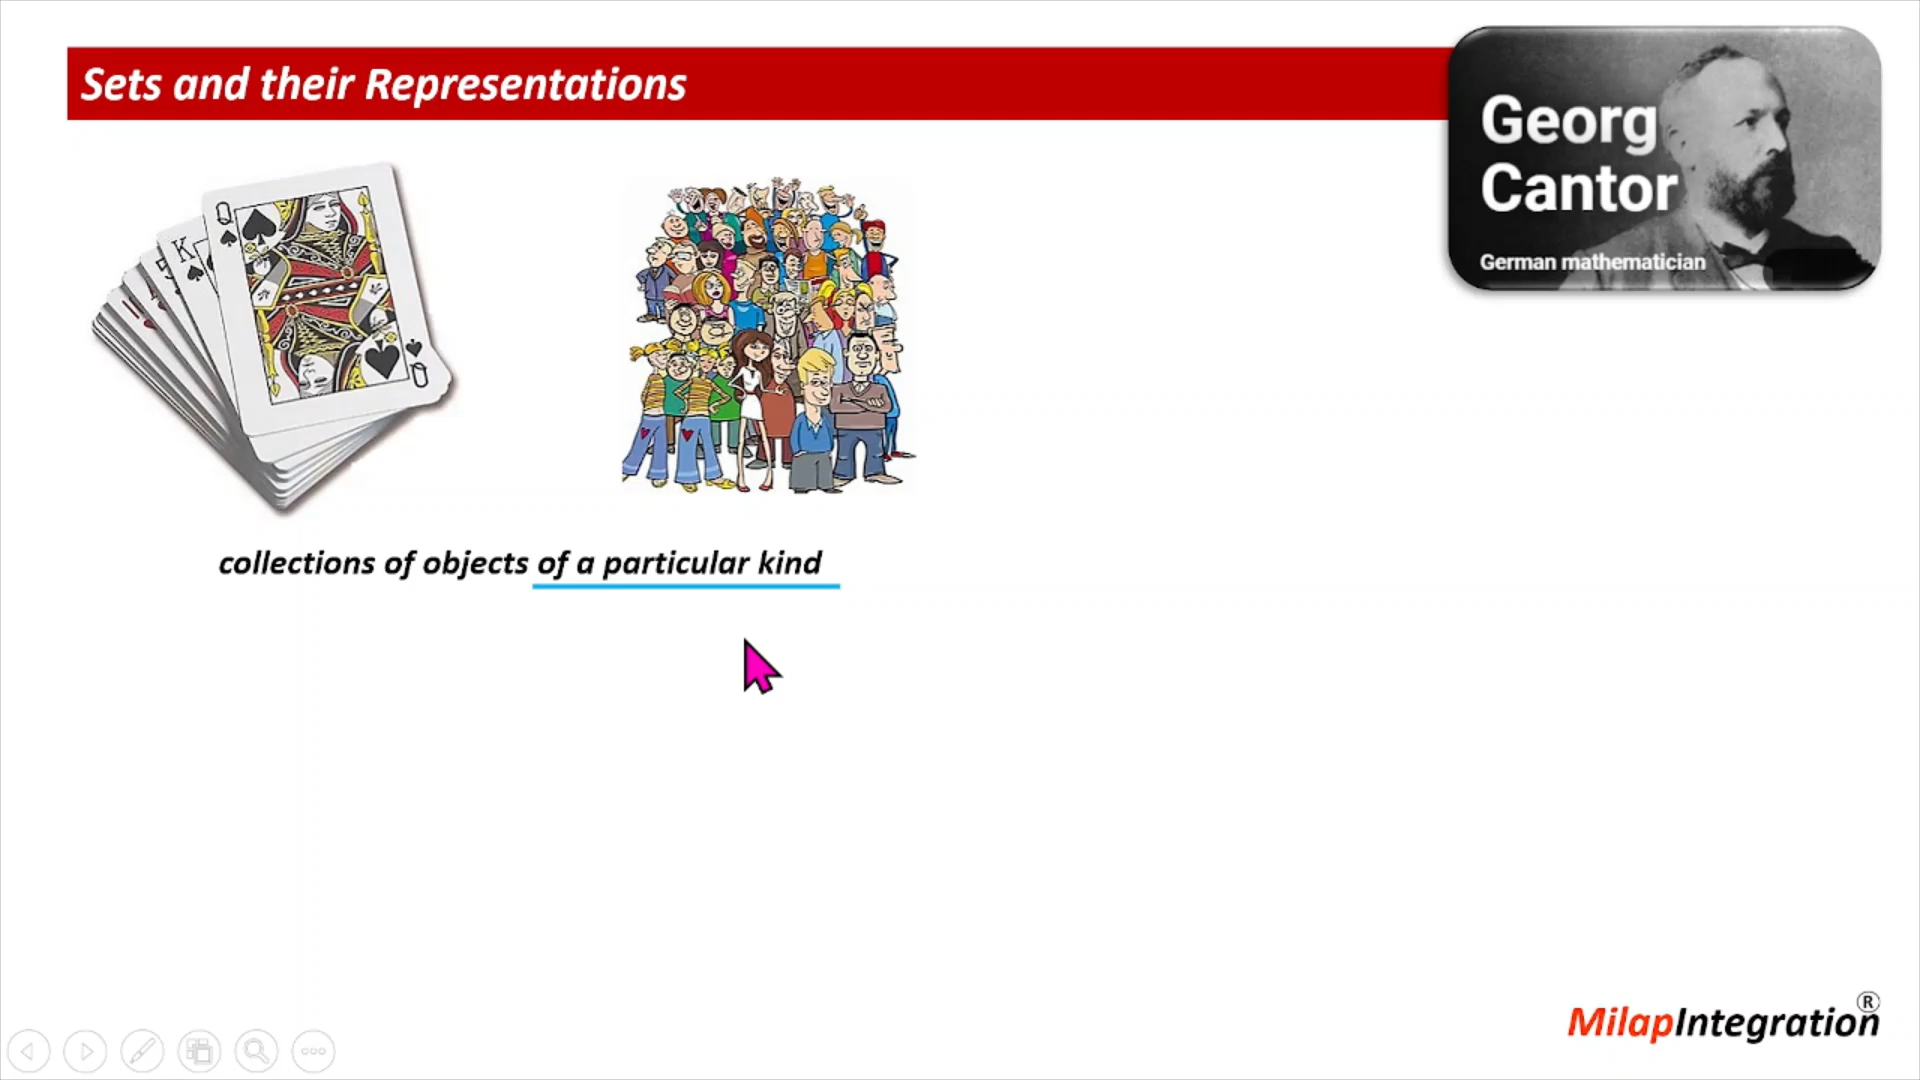 Sets and their Representations
Georg
Cantor
German mathematician
Q
K
Q
collections of objects of a particular kind
MilapIntegration®